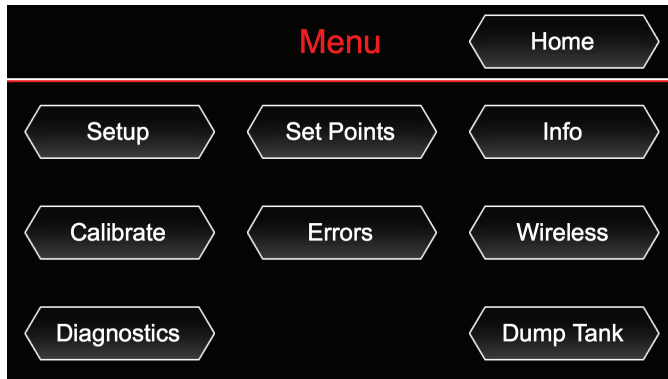 Menu
Home
Setup
Set Points
Info
Calibrate
Errors
Wireless
Diagnostics
Dump Tank